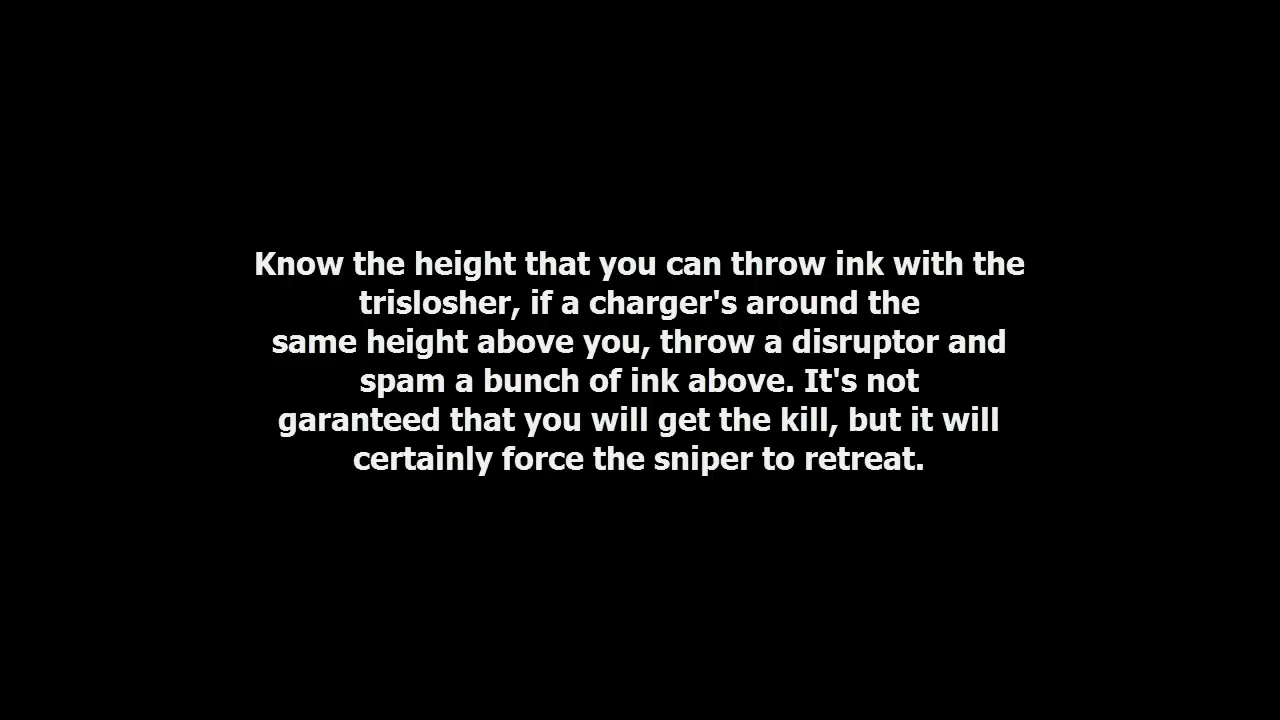 Know the height that you can throw ink with the
trislosher, if a charger's around the
same height above you, throw a disruptor and
spam a bunch of ink above. It's not
garanteed that you will get the kill, but it will
certainly force the sniper to retreat.